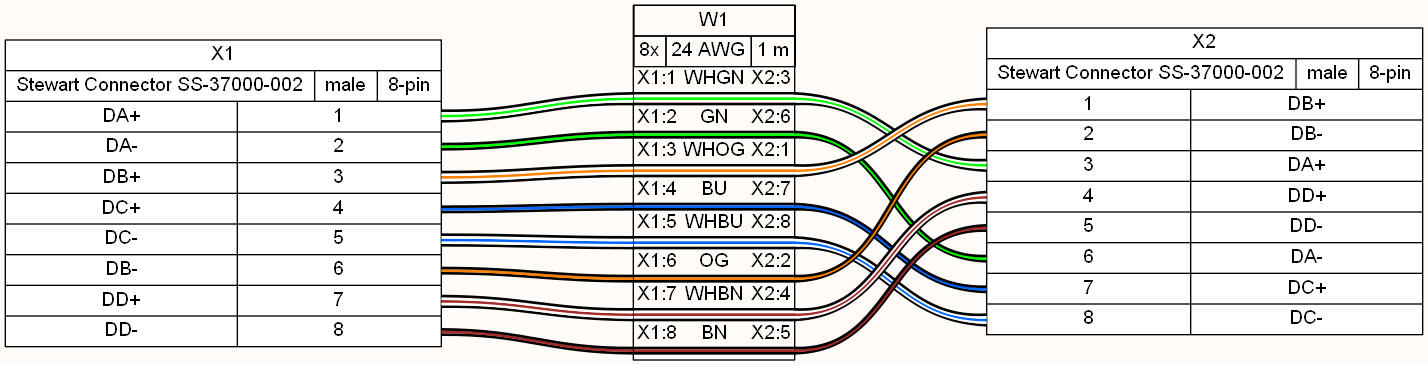 X1
Stewart Connector SS-37000-002 male 8-pin
DA+ 1
DA- 2
DB+ 3
DC+ 4
DC- 5
DB- 6
DD+ 7
DD- 8
W1
8x 24 AWG 1 m
X1:1 WHGN X2:3
X1:2 GN X2:6
X1:3 WHOG X2:1
X1:4 BU X2:7
X1:5 WHBU X2:8
X1:6 OG X2:2
X1:7 WHBN X2:4
X1:8 BN X2:5
X2
Stewart Connector SS-37000-002 male 8-pin
1 DB+
2 DB-
3 DA+
4 DD+
5 DD-
6 DA-
7 DC+
8 DC-